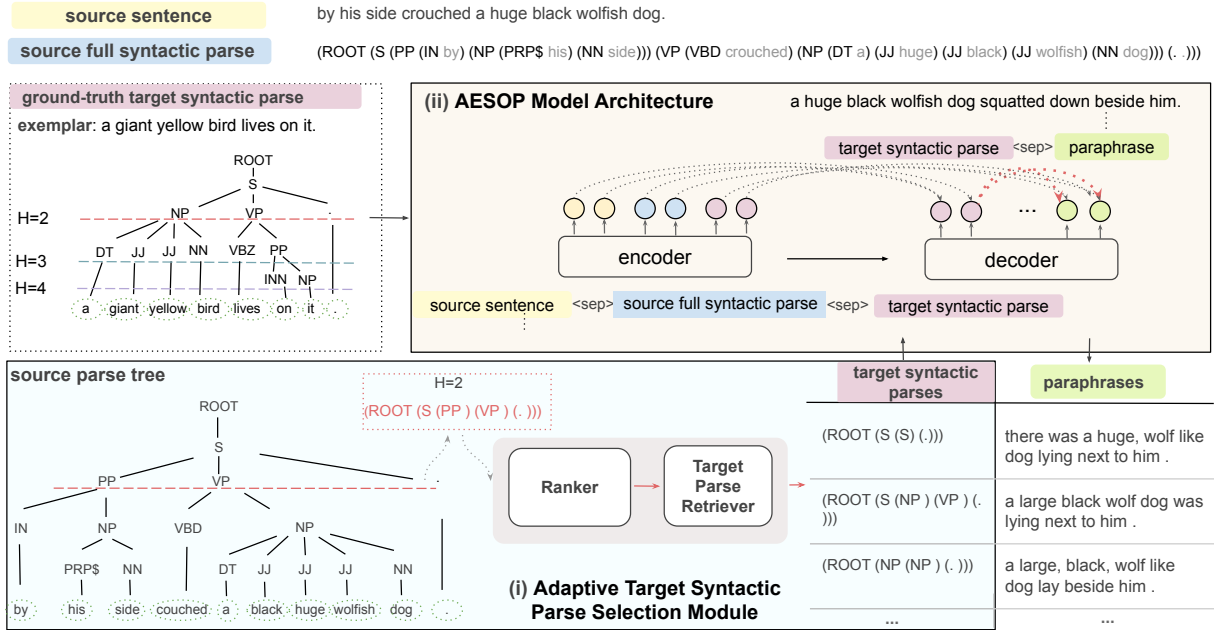 source sentence
by his side crouched a huge black wolfish dog.
source full syntactic parse
(ROOT (S (PP (IN by) (NP (PRP$ his) (NN side))) (VP (VBD crouched) (NP (DT a) (JJ huge) (JJ black) (JJ wolfish) (NN dog))) (. .)))
ground-truth target syntactic parse
exemplar: a giant yellow bird lives on it.
ROOT
S
H=2
NP VP .
DT JJ JJ NN VBZ PP
H=3
INN NP
H=4
a giant yellow bird lives on it .
(ii) AESOP Model Architecture
a huge black wolfish dog squatted down beside him.
target syntactic parse <sep> paraphrase
...
encoder
decoder
source sentence <sep> source full syntactic parse <sep> target syntactic parse
source parse tree
H=2
(ROOT (S (PP ) (VP ) (. )))
ROOT
S
PP VP .
IN NP VBD NP
PRP$ NN DT JJ JJ JJ NN
by his side couched a black huge wolfish dog .
Ranker
Target
Parse
Retriever
(i) Adaptive Target Syntactic
Parse Selection Module
target syntactic
parses
paraphrases
(ROOT (S (S) (.)))
there was a huge, wolf like
dog lying next to him .
(ROOT (S (NP ) (VP ) (.
)))
a large black wolf dog was
lying next to him .
(ROOT (NP (NP ) (. )))
a large, black, wolf like
dog lay beside him .
...
...